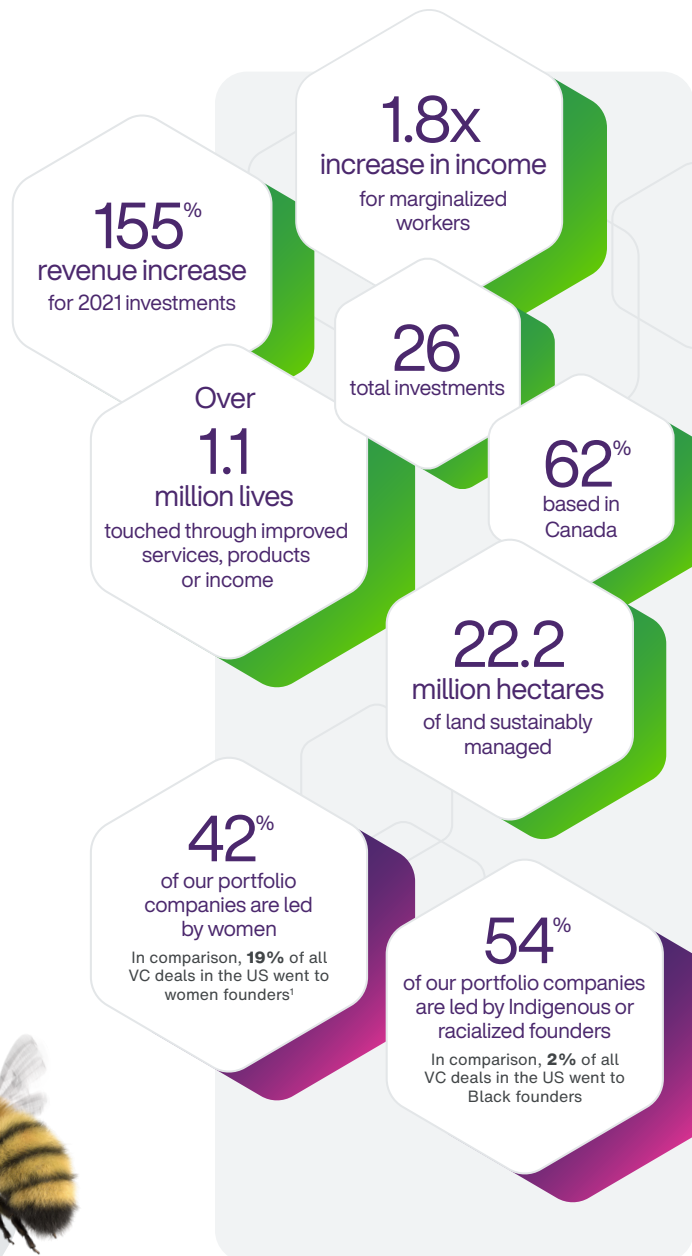 1.8x
increase in income
for marginalized
workers
155%
revenue increase
for 2021 investments
26
total investments
Over
1.1
million lives
touched through improved
services, products
or income
62%
based in
Canada
22.2
million hectares
of land sustainably
managed
42%
of our portfolio
companies are led
by women
In comparison, 19% of all
VC deals in the US went to
women founders¹
54%
of our portfolio companies
are led by Indigenous or
racialized founders
In comparison, 2% of all
VC deals in the US went to
Black founders